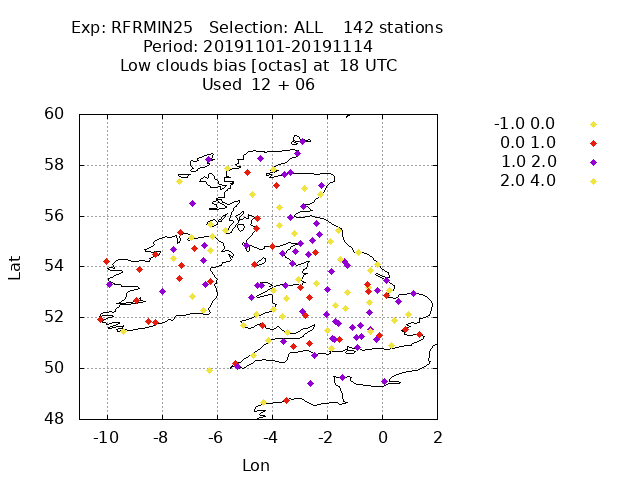 Exp: RFRMIN25 Selection: ALL 142 stations
Period: 20191101-20191114
Low clouds bias [octas] at 18 UTC
Used 12 + 06
-1.0 0.0
0.0 1.0
1.0 2.0
2.0 4.0
60
58
56
54
52
50
48
Lat
-10 -8 -6 -4 -2 0 2
Lon